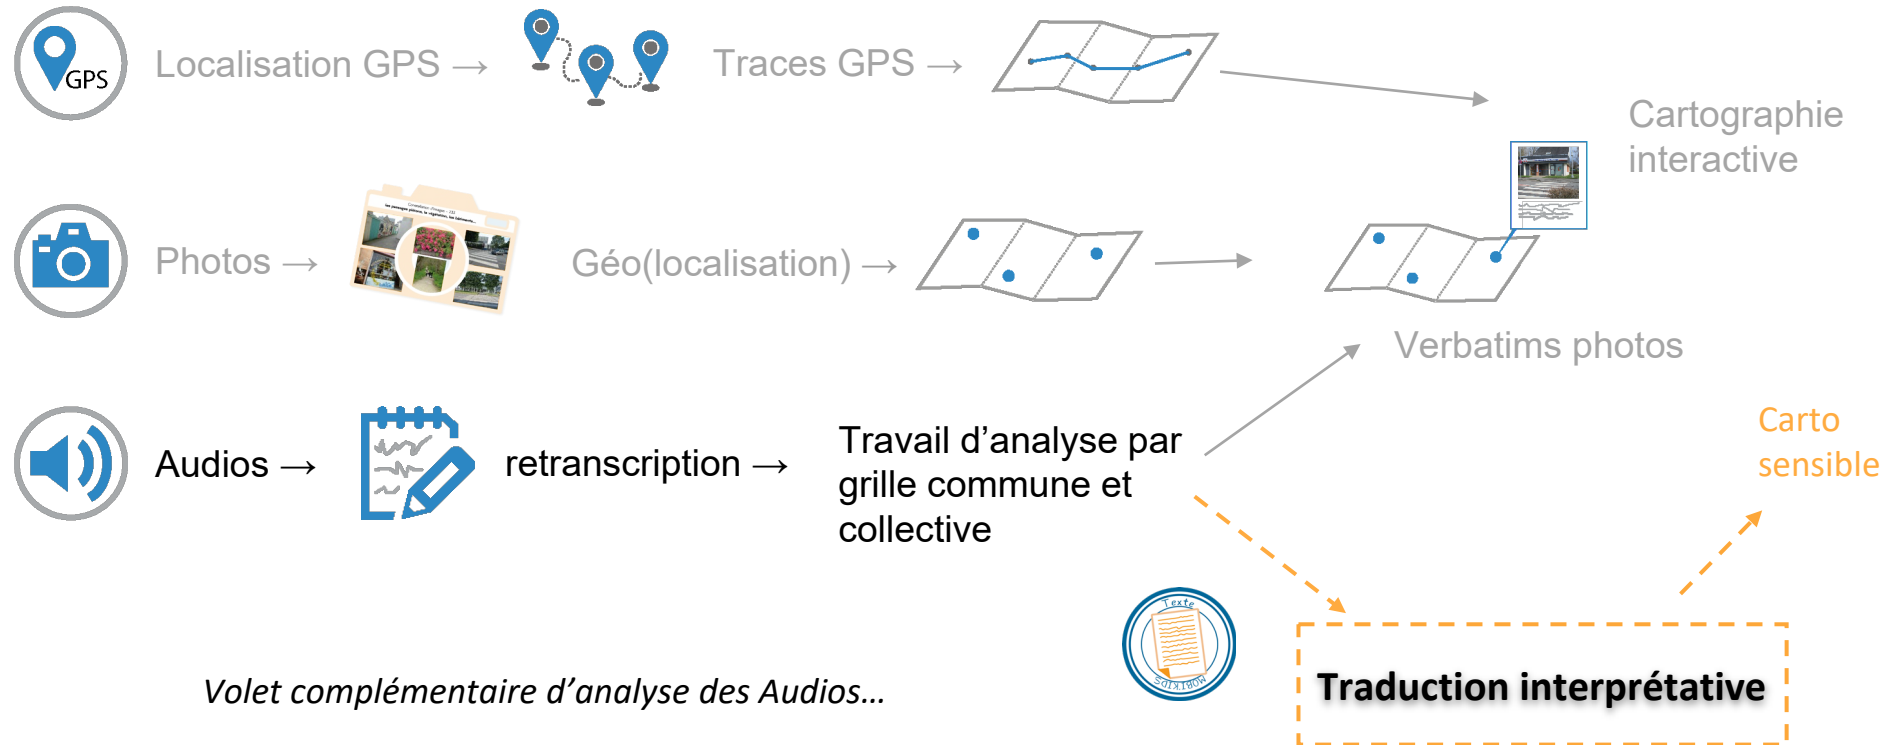 GPS
Localisation GPS →
Traces GPS →
Cartographie
interactive
Photos →
Géo(localisation) →
Verbatims photos
Audios →
retranscription →
Travail d’analyse par
grille commune et
collective
Carto
sensible
Texte
MOBIKIDS
Volet complémentaire d’analyse des Audios…
Traduction interprétative